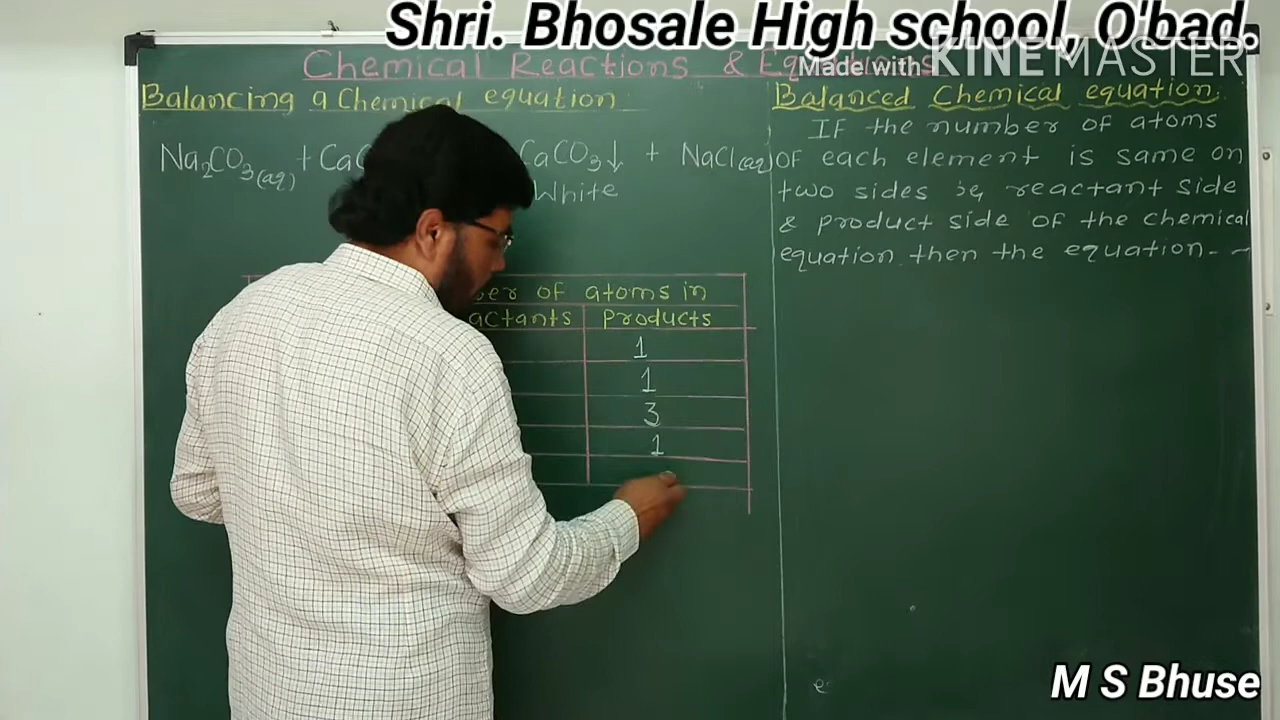 Shri. Bhosale High school, O'bad.
Made with KINEMASTER
Chemical Reactions & Equations
Balancing a Chemical equation
Na₂CO₃(aq) + CaC CaCO₃↓ + NaCl(aq)
White
ber of atoms in
actants Products
1
1
3
1
Balanced Chemical equation.
If the number of atoms
of each element is same on
two sides reactant side
& product side of the chemical
equation then the equation - →
M S Bhuse